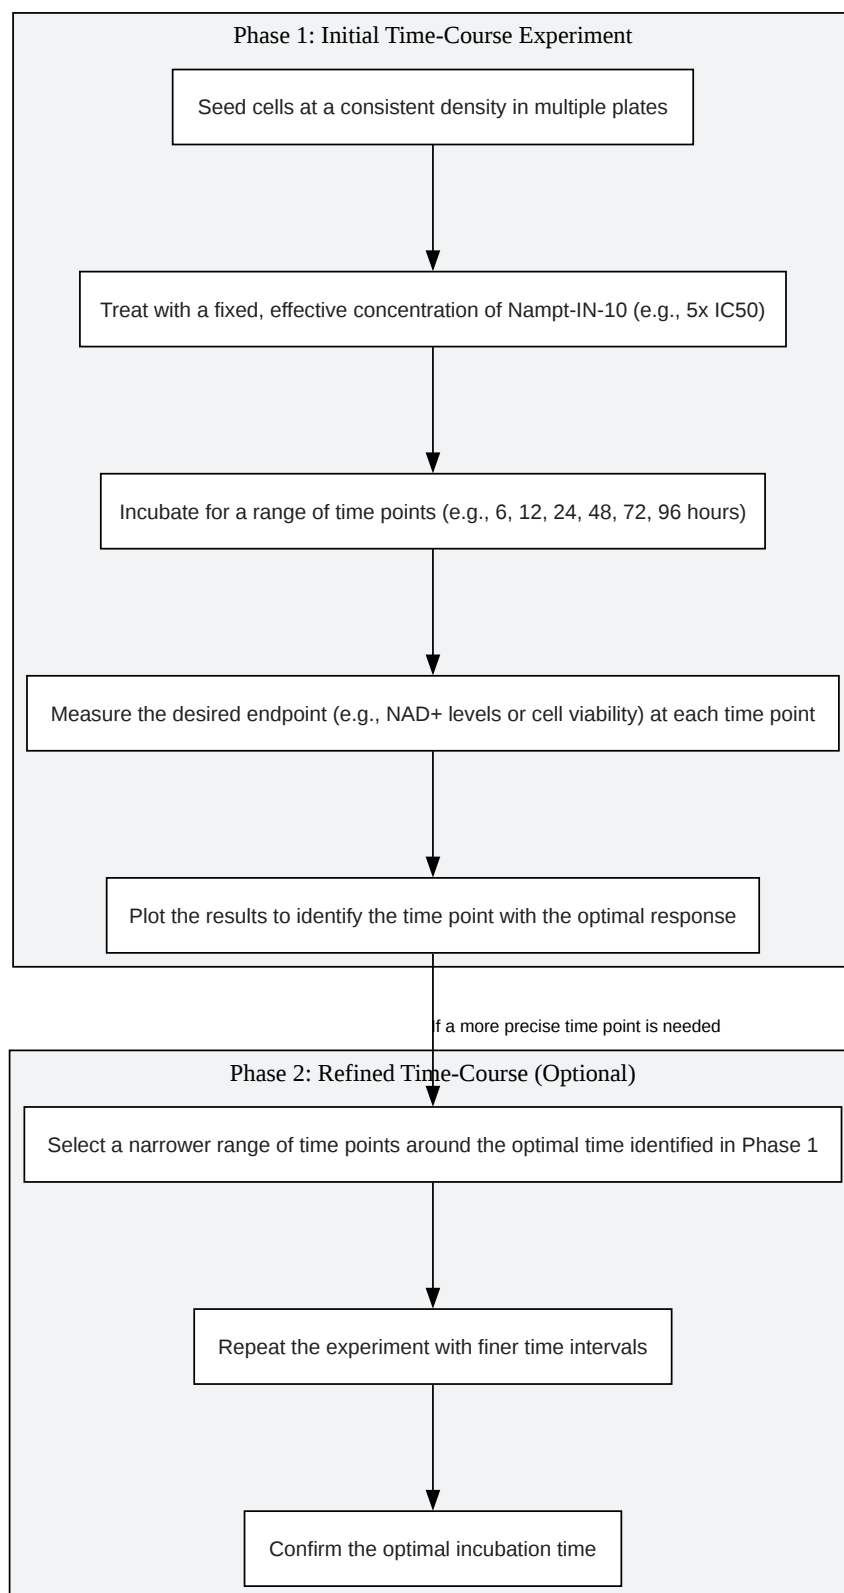 Phase 1: Initial Time-Course Experiment
Seed cells at a consistent density in multiple plates
Treat with a fixed, effective concentration of Nampt-IN-10 (e.g., 5x IC50)
Incubate for a range of time points (e.g., 6, 12, 24, 48, 72, 96 hours)
Measure the desired endpoint (e.g., NAD+ levels or cell viability) at each time point
Plot the results to identify the time point with the optimal response
If a more precise time point is needed
Phase 2: Refined Time-Course (Optional)
Select a narrower range of time points around the optimal time identified in Phase 1
Repeat the experiment with finer time intervals
Confirm the optimal incubation time